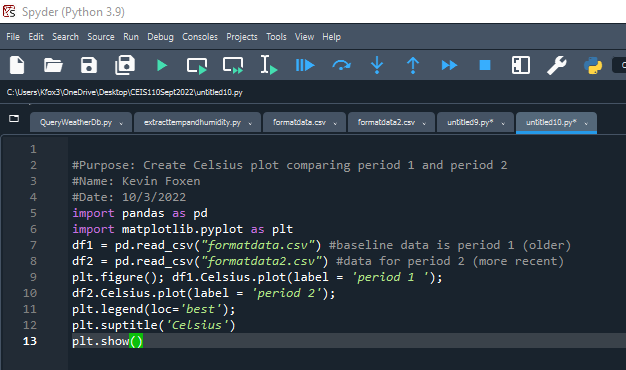 Spyder (Python 3.9)
File Edit Search Source Run Debug Consoles Projects Tools View Help
C:\Users\Kfox3\OneDrive\Desktop\CEIS110Sept2022\untitled10.py
QueryWeatherDb.py extracttempandhumidity.py formatdata.csv formatdata2.csv untitled9.py* untitled10.py*
1
2 #Purpose: Create Celsius plot comparing period 1 and period 2
3 #Name: Kevin Foxen
4 #Date: 10/3/2022
5 import pandas as pd
6 import matplotlib.pyplot as plt
7 df1 = pd.read_csv("formatdata.csv") #baseline data is period 1 (older)
8 df2 = pd.read_csv("formatdata2.csv") #data for period 2 (more recent)
9 plt.figure(); df1.Celsius.plot(label = 'period 1 ');
10 df2.Celsius.plot(label = 'period 2');
11 plt.legend(loc='best');
12 plt.suptitle('Celsius')
13 plt.show()